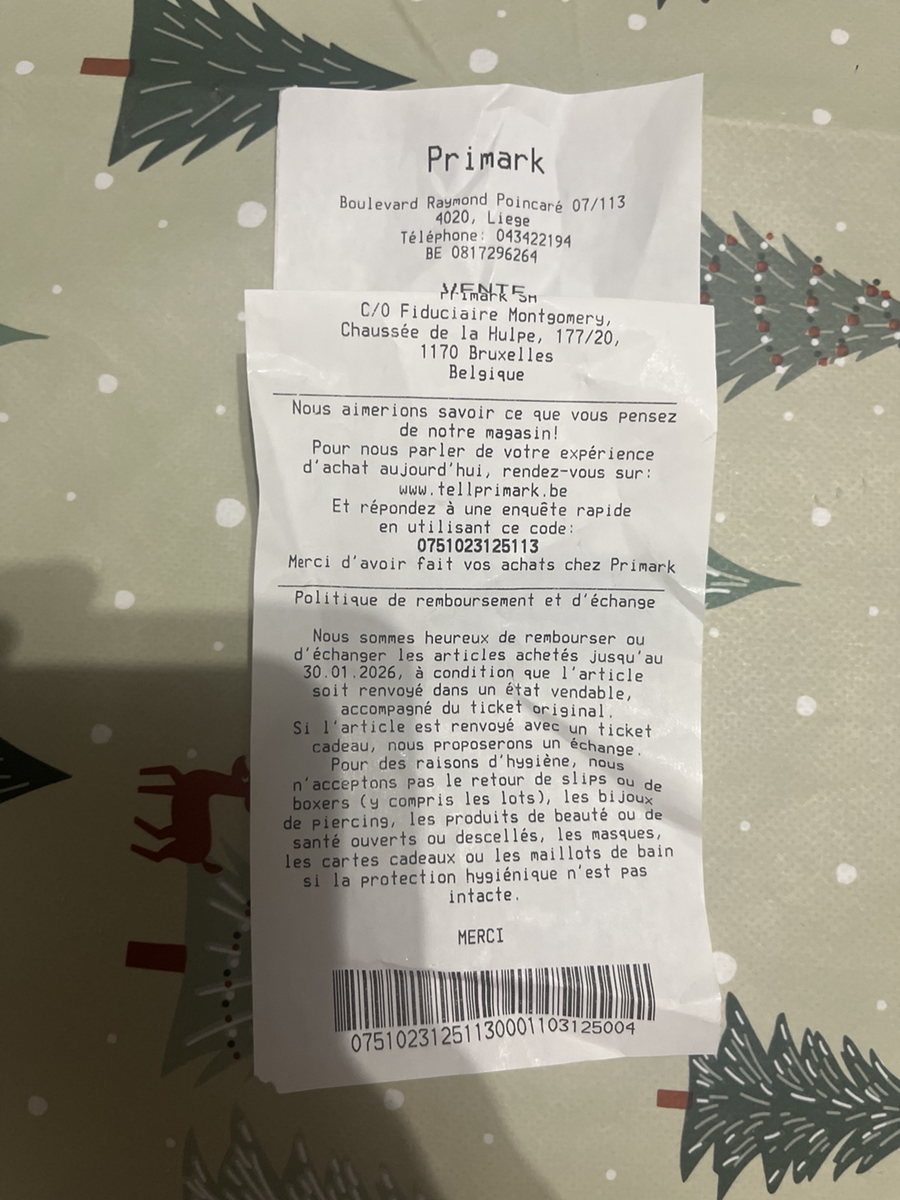 Primark
Boulevard Raymond Poincaré 07/113
4020, Liege
Téléphone: 043422194
BE 0817296264
VENTE
Primark SA
C/O Fiduciaire Montgomery,
Chaussée de la Hulpe, 177/20,
1170 Bruxelles
Belgique
Nous aimerions savoir ce que vous pensez
de notre magasin!
Pour nous parler de votre expérience
d'achat aujourd'hui, rendez-vous sur:
www.tellprimark.be
Et répondez à une enquête rapide
en utilisant ce code:
0751023125113
Merci d'avoir fait vos achats chez Primark
Politique de remboursement et d'échange
Nous sommes heureux de rembourser ou
d'échanger les articles achetés jusqu'au
30.01.2026, à condition que l'article
soit renvoyé dans un état vendable,
accompagné du ticket original.
Si l'article est renvoyé avec un ticket
cadeau, nous proposerons un échange.
Pour des raisons d'hygiène, nous
n'acceptons pas le retour de slips ou de
boxers (y compris les lots), les bijoux
de piercing, les produits de beauté ou de
santé ouverts ou descellés, les masques,
les cartes cadeaux ou les maillots de bain
si la protection hygiénique n'est pas
intacte.
MERCI
07510231251130001103125004